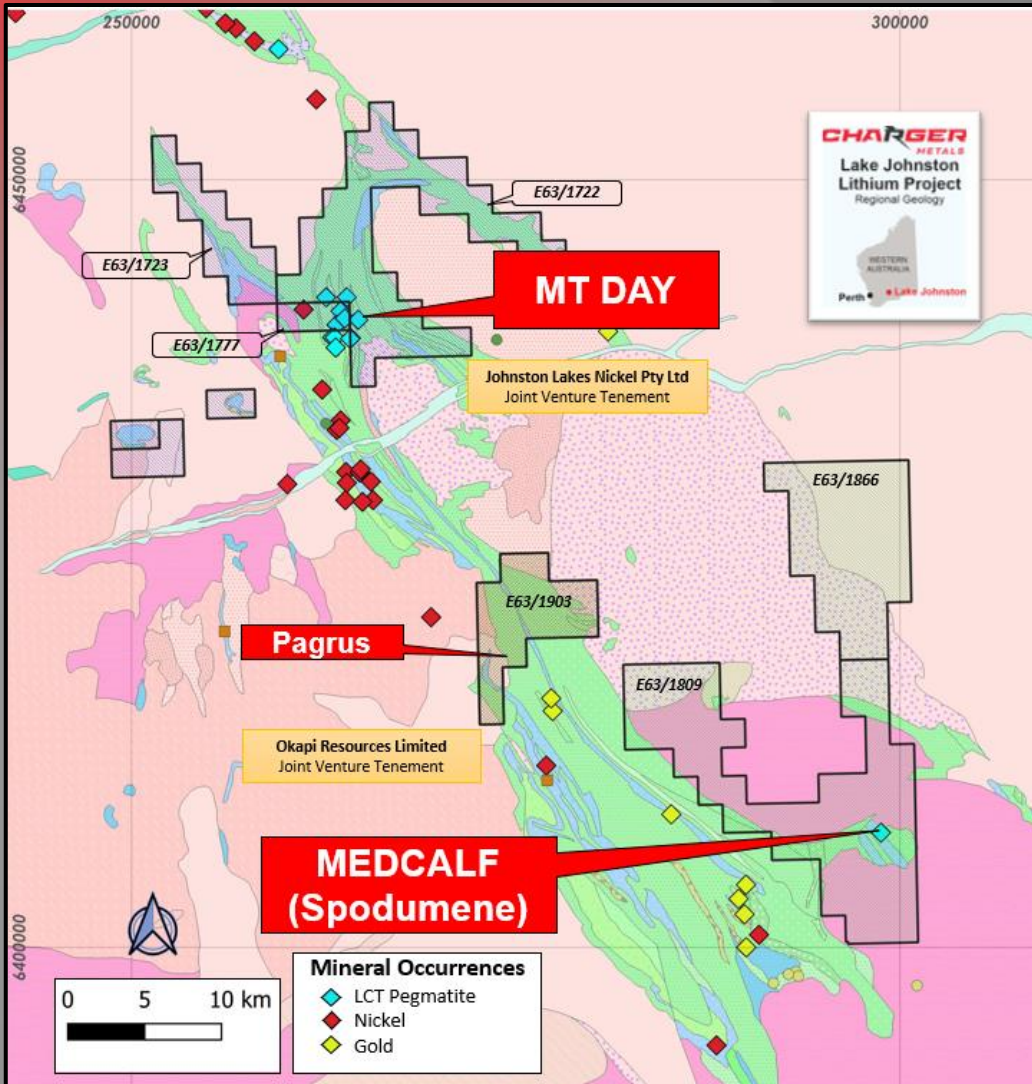 250000
300000
6450000
6400000
CHARGER
METALS
Lake Johnston
Lithium Project
Regional Geology
WESTERN
AUSTRALIA
Perth
Lake Johnston
E63/1722
E63/1723
MT DAY
E63/1777
Johnston Lakes Nickel Pty Ltd
Joint Venture Tenement
E63/1866
E63/1903
Pagrus
E63/1809
Okapi Resources Limited
Joint Venture Tenement
MEDCALF
(Spodumene)
0 5 10 km
Mineral Occurrences
LCT Pegmatite
Nickel
Gold